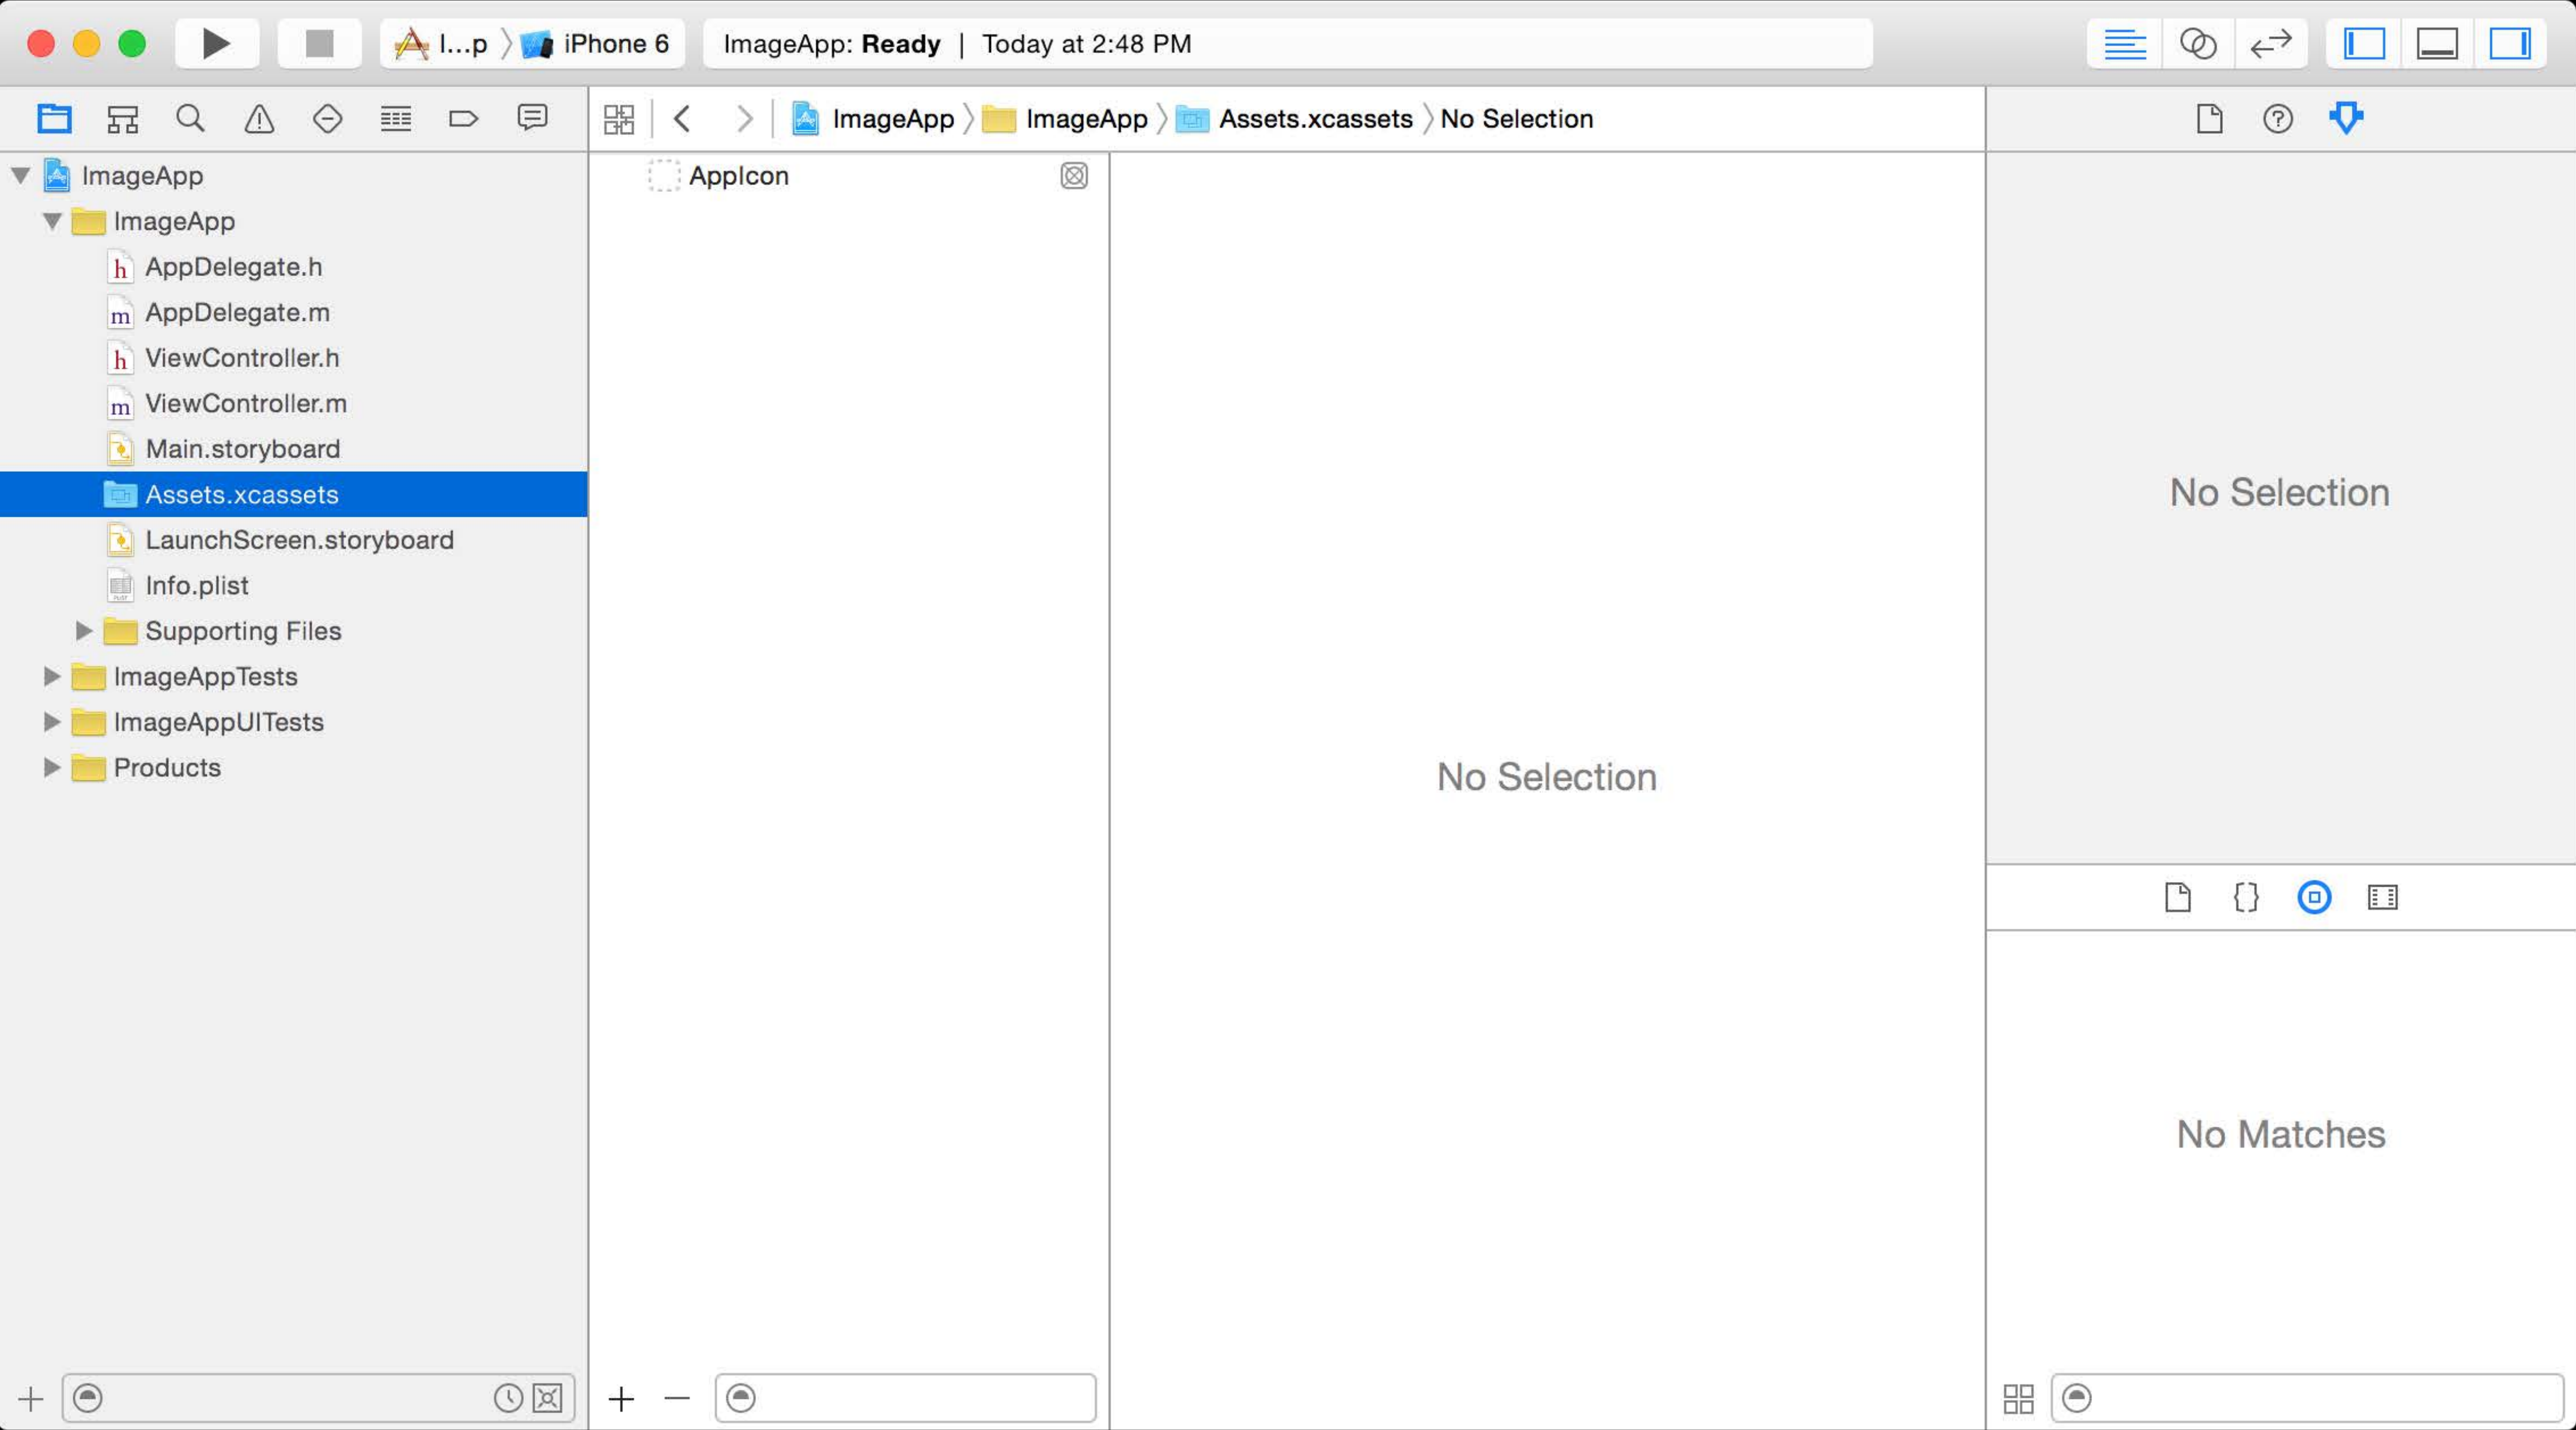 I...p iPhone 6 ImageApp: Ready | Today at 2:48 PM
ImageApp ImageApp Assets.xcassets No Selection
ImageApp
ImageApp
h AppDelegate.h
m AppDelegate.m
h ViewController.h
m ViewController.m
Main.storyboard
Assets.xcassets
LaunchScreen.storyboard
Info.plist
Supporting Files
ImageAppTests
ImageAppUITests
Products
AppIcon
No Selection
No Selection
No Matches